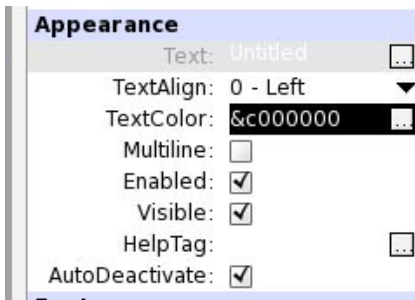 Appearance
Text: Untitled ...
TextAlign: 0 - Left
TextColor: &c000000 ...
Multiline:
Enabled:
Visible:
HelpTag: ...
AutoDeactivate: